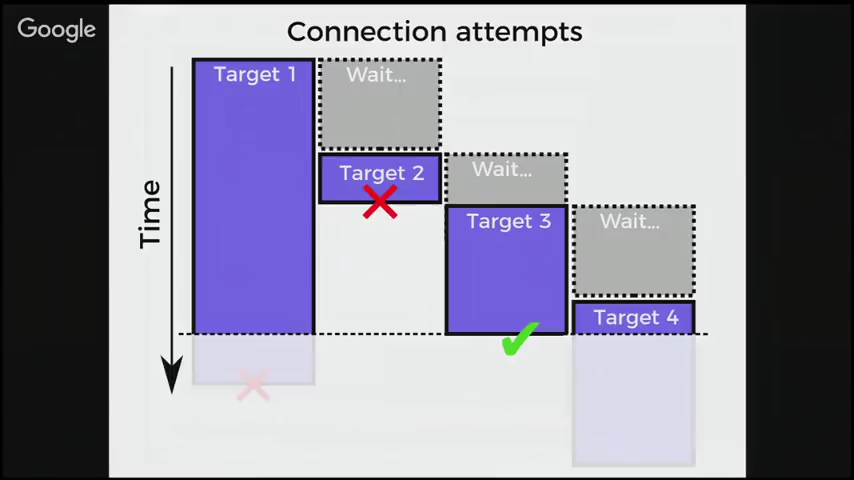 Google
Connection attempts
Target 1
Wait...
Target 2
Wait...
Target 3
Wait...
Target 4
Time